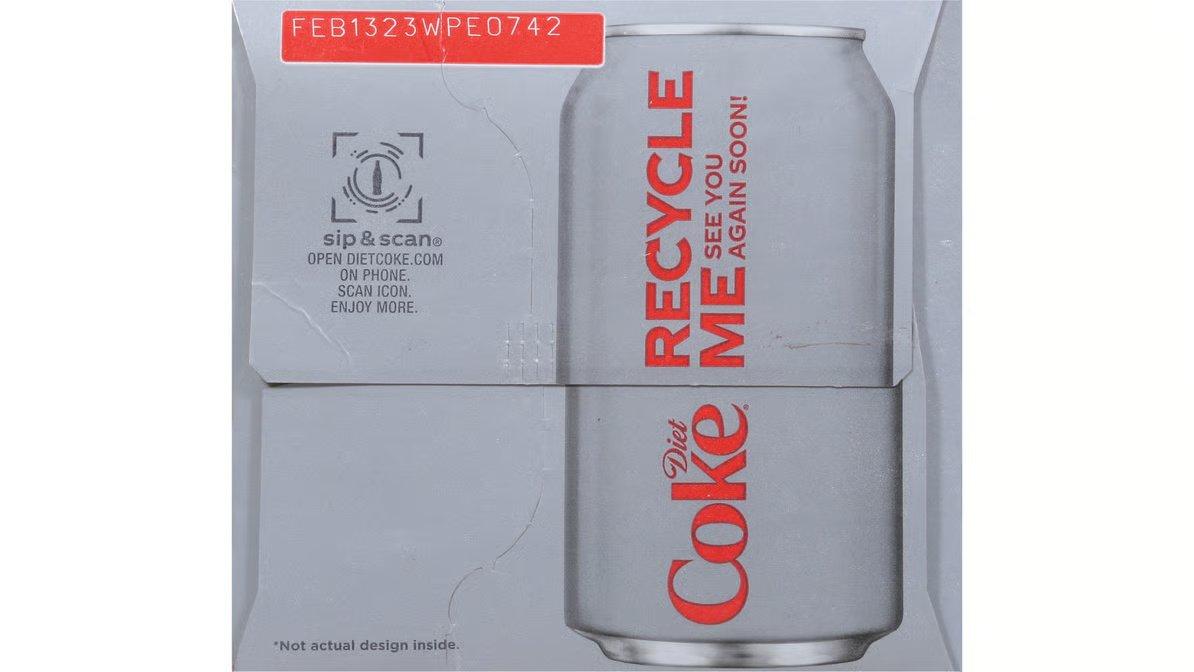 FEB1323WPE0742
sip & scan®
OPEN DIETCOKE.COM
ON PHONE.
SCAN ICON.
ENJOY MORE.
RECYCLE
ME SEE YOU
AGAIN SOON!
Diet
Coke®
*Not actual design inside.